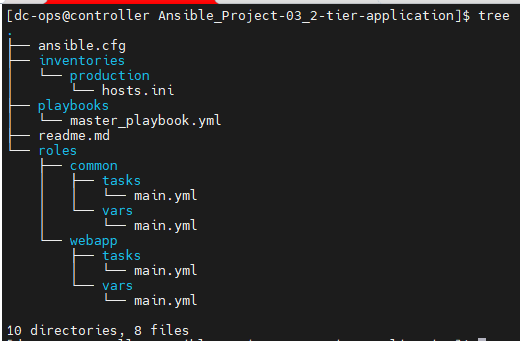 [dc-ops@controller Ansible_Project-03_2-tier-application]$ tree
.
├── ansible.cfg
├── inventories
│   └── production
│       └── hosts.ini
├── playbooks
│   └── master_playbook.yml
├── readme.md
└── roles
    ├── common
    │   ├── tasks
    │   │   └── main.yml
    │   └── vars
    │       └── main.yml
    └── webapp
        ├── tasks
        │   └── main.yml
        └── vars
            └── main.yml
10 directories, 8 files